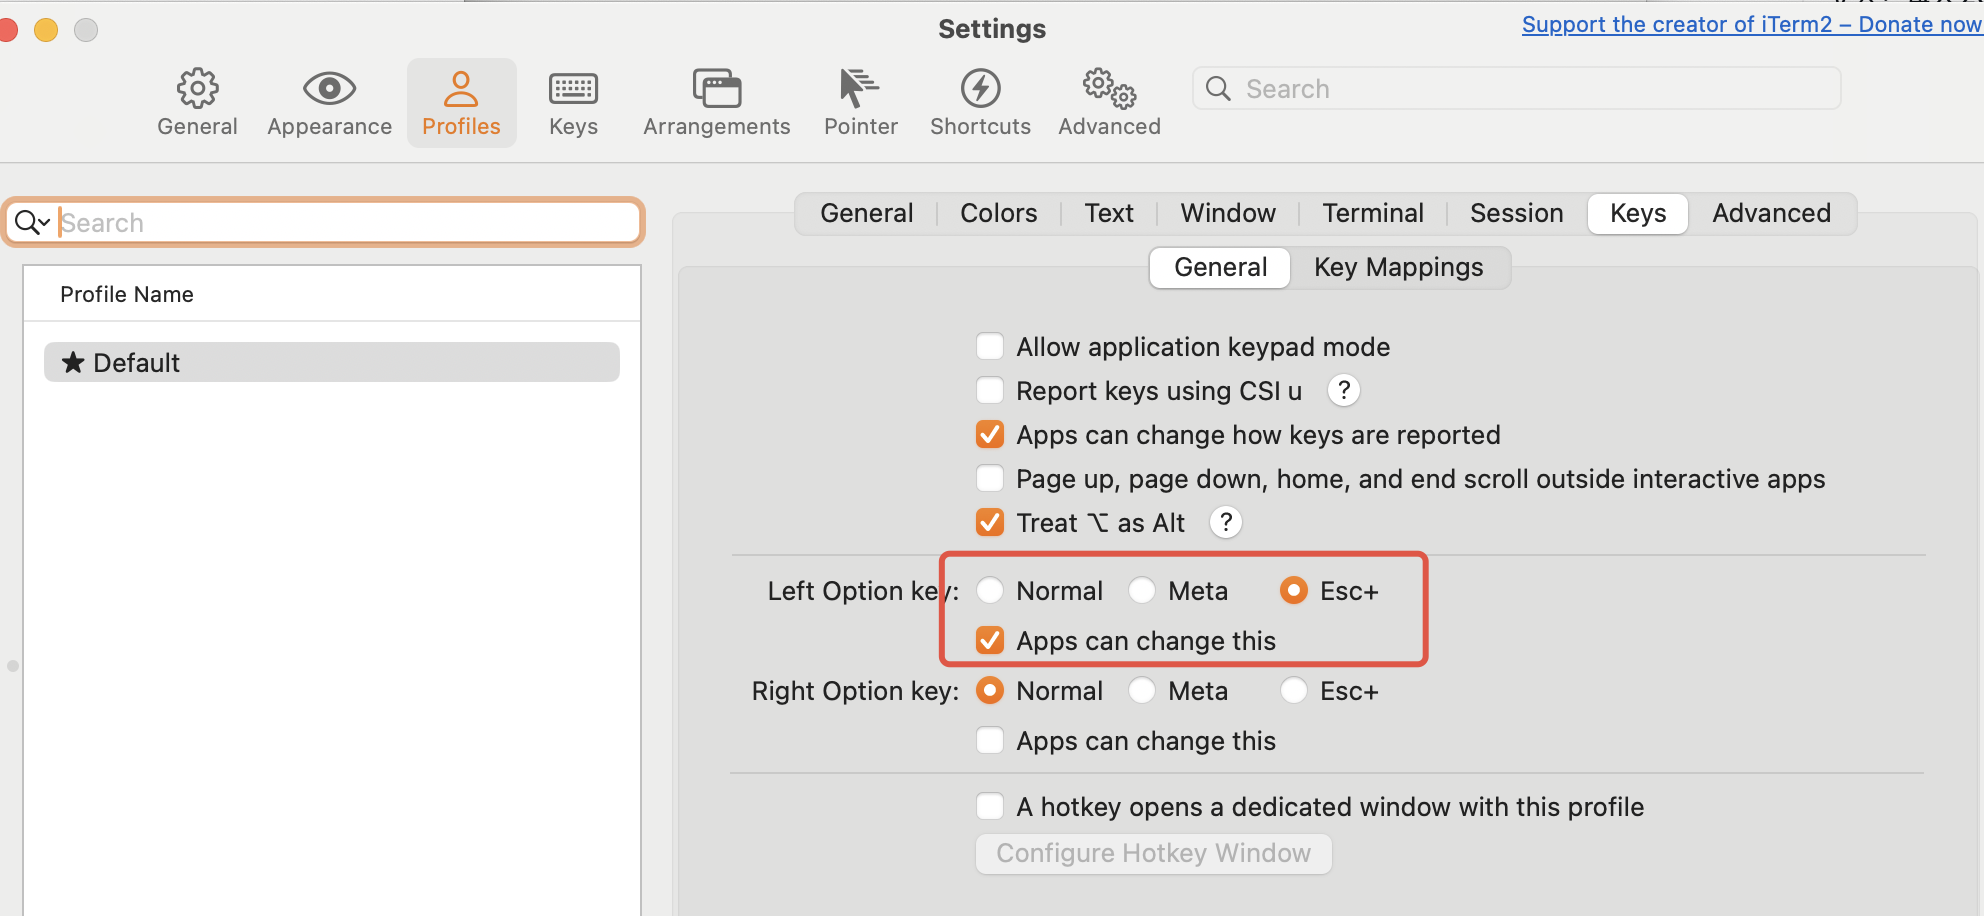 Settings
Support the creator of iTerm2 – Donate now
General Appearance Profiles Keys Arrangements Pointer Shortcuts Advanced Search
Search
General Colors Text Window Terminal Session Keys Advanced
General Key Mappings
Profile Name
★ Default
Allow application keypad mode
Report keys using CSI u ?
Apps can change how keys are reported
Page up, page down, home, and end scroll outside interactive apps
Treat ⌥ as Alt ?
Left Option key: Normal Meta Esc+
Apps can change this
Right Option key: Normal Meta Esc+
Apps can change this
A hotkey opens a dedicated window with this profile
Configure Hotkey Window